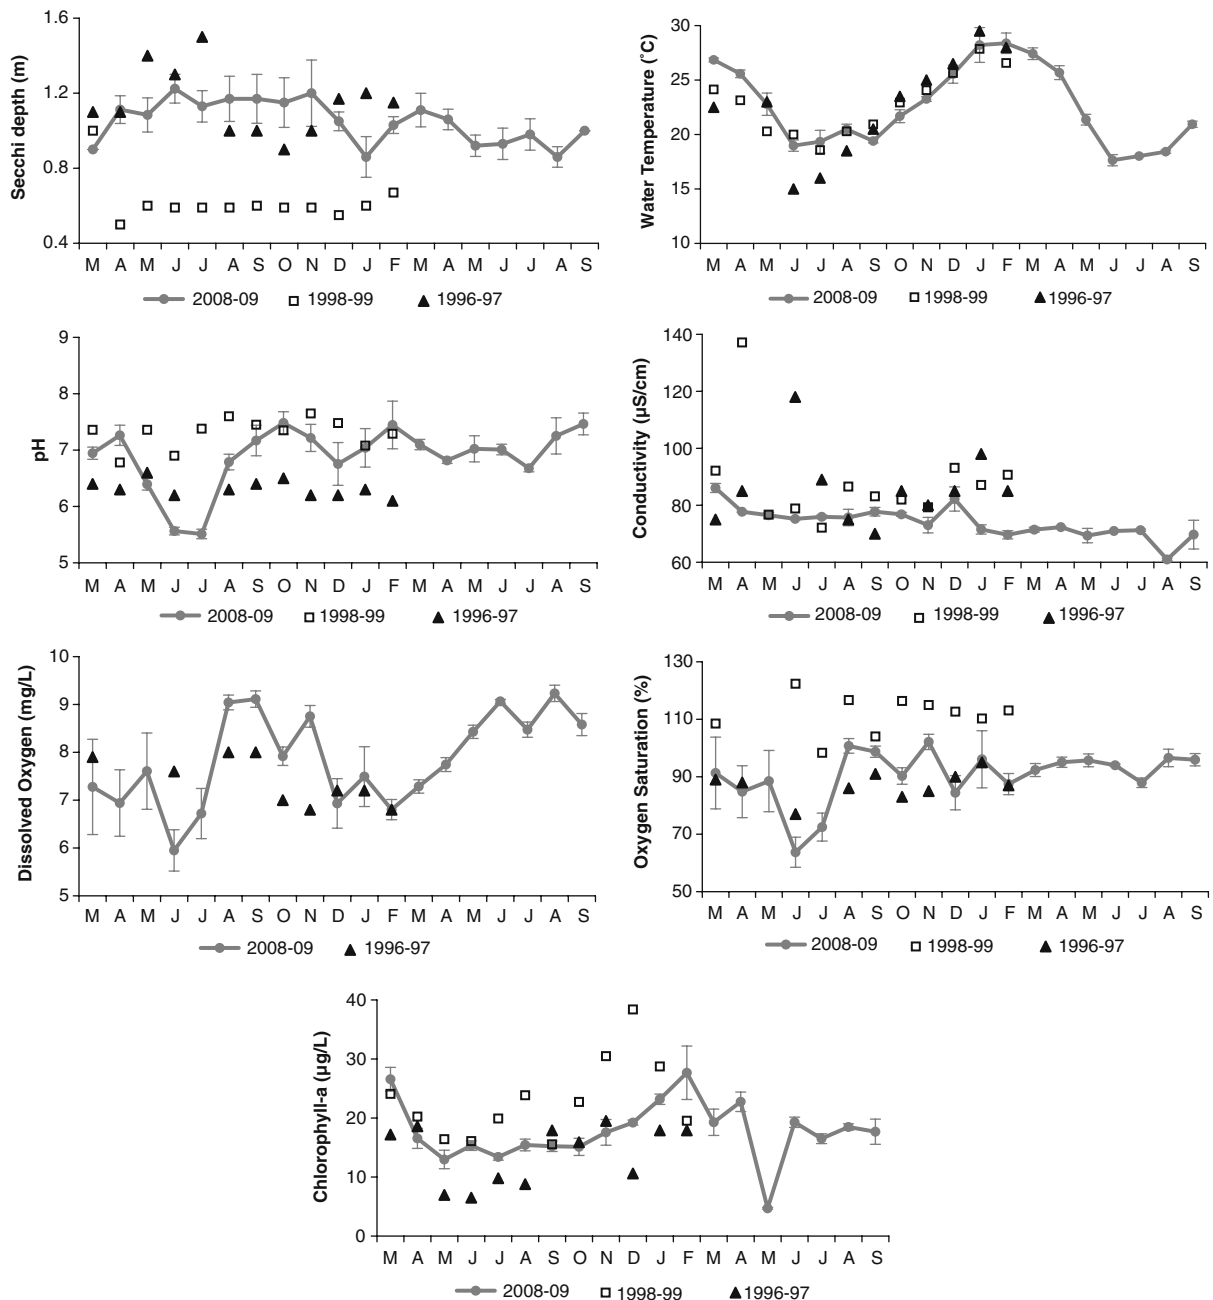 Secchi depth (m)
1.6
1.2
0.8
0.4
M A M J J A S O N D J F M A M J J A S
2008-09 1998-99 1996-97
Water Temperature (˚C)
30
25
20
15
10
M A M J J A S O N D J F M A M J J A S
2008-09 1998-99 1996-97
pH
9
8
7
6
5
M A M J J A S O N D J F M A M J J A S
2008-09 1998-99 1996-97
Conductivity (µS/cm)
140
120
100
80
60
M A M J J A S O N D J F M A M J J A S
2008-09 1998-99 1996-97
Dissolved Oxygen (mg/L)
10
9
8
7
6
5
M A M J J A S O N D J F M A M J J A S
2008-09 1996-97
Oxygen Saturation (%)
130
110
90
70
50
M A M J J A S O N D J F M A M J J A S
2008-09 1998-99 1996-97
Chlorophyll-a (µg/L)
40
30
20
10
0
M A M J J A S O N D J F M A M J J A S
2008-09 1998-99 1996-97